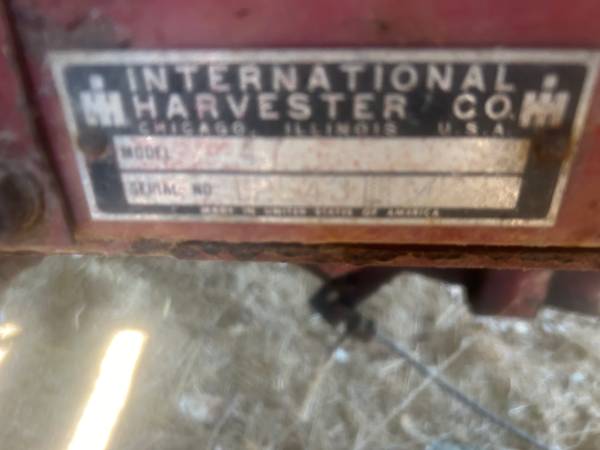 INTERNATIONAL
HARVESTER CO.
CHICAGO, ILLINOIS U.S.A.
MODEL
SERIAL NO
MADE IN UNITED STATES OF AMERICA